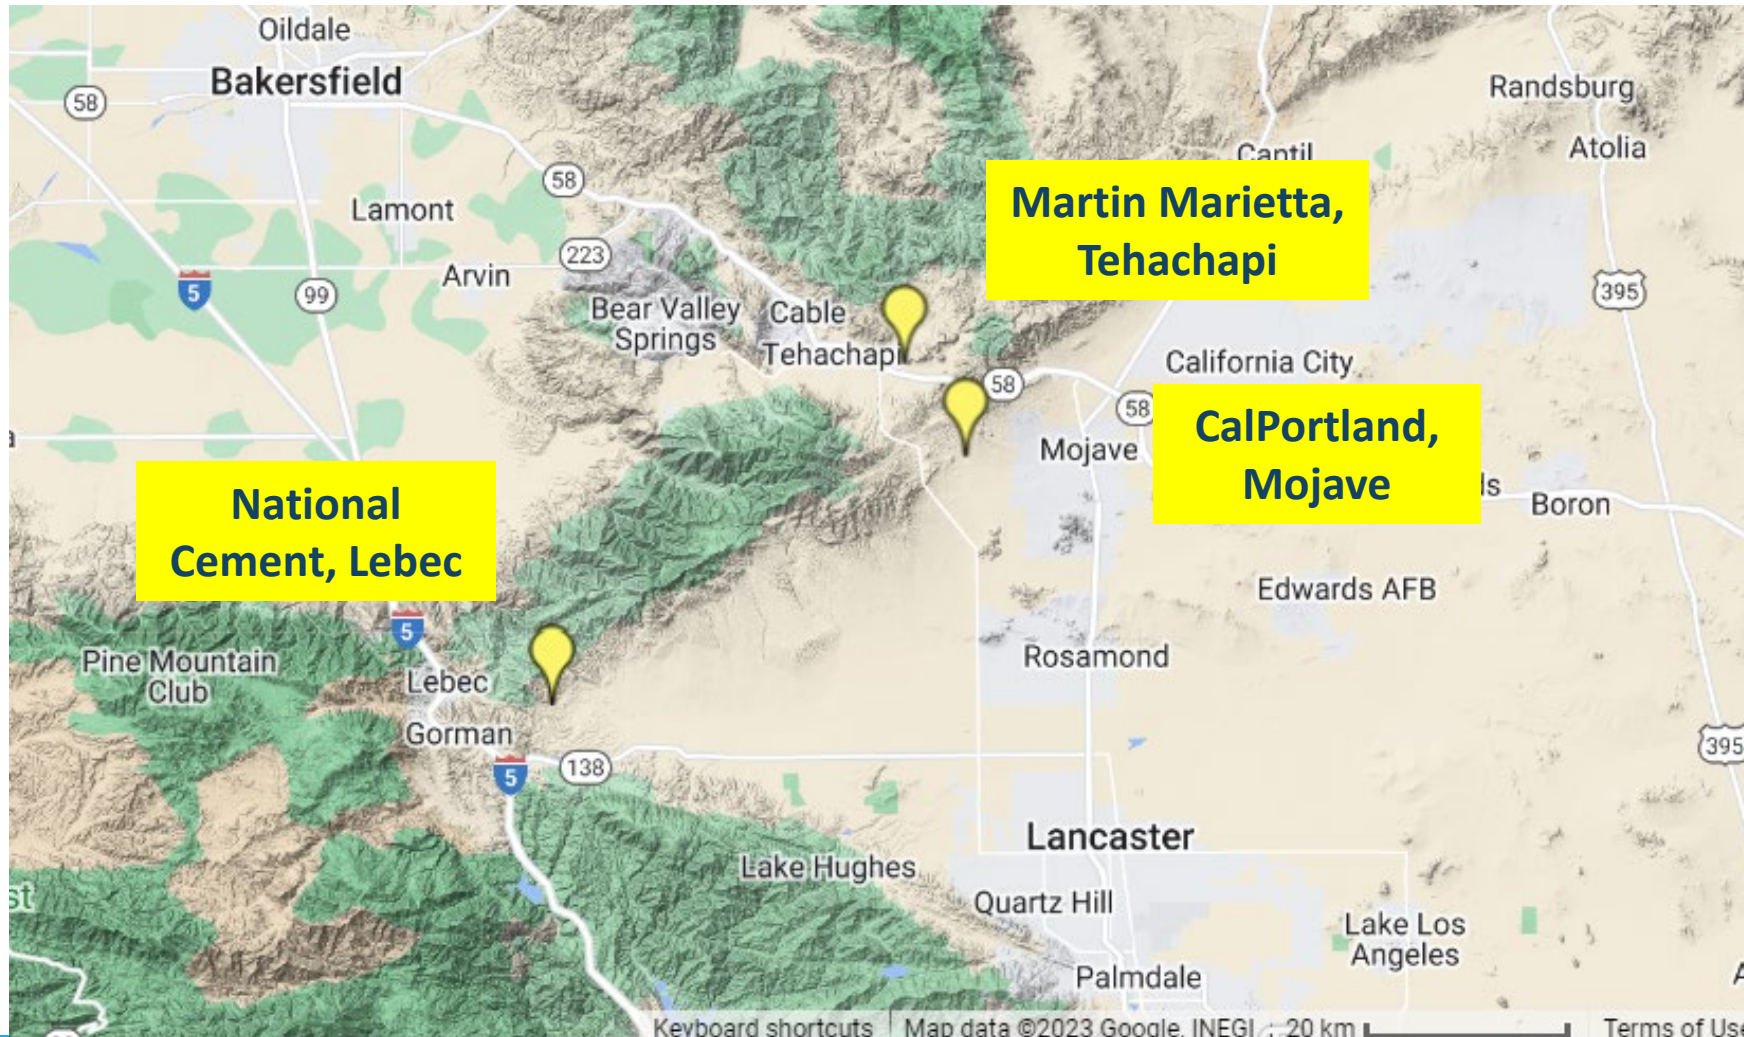 Oildale
Bakersfield
58
Randsburg
Atolia
Cantil
58
Lamont
Martin Marietta,
Tehachapi
223
Arvin
5
99
395
Bear Valley
Springs
Cable
Tehachapi
California City
58
58
CalPortland,
Mojave
Mojave
Boron
National
Cement, Lebec
Edwards AFB
5
Rosamond
Pine Mountain
Club
Lebec
Gorman
395
5
138
Lancaster
Lake Hughes
Quartz Hill
Lake Los
Angeles
Palmdale
Keyboard shortcuts
Map data ©2023 Google, INEGI
20 km
Terms of Use